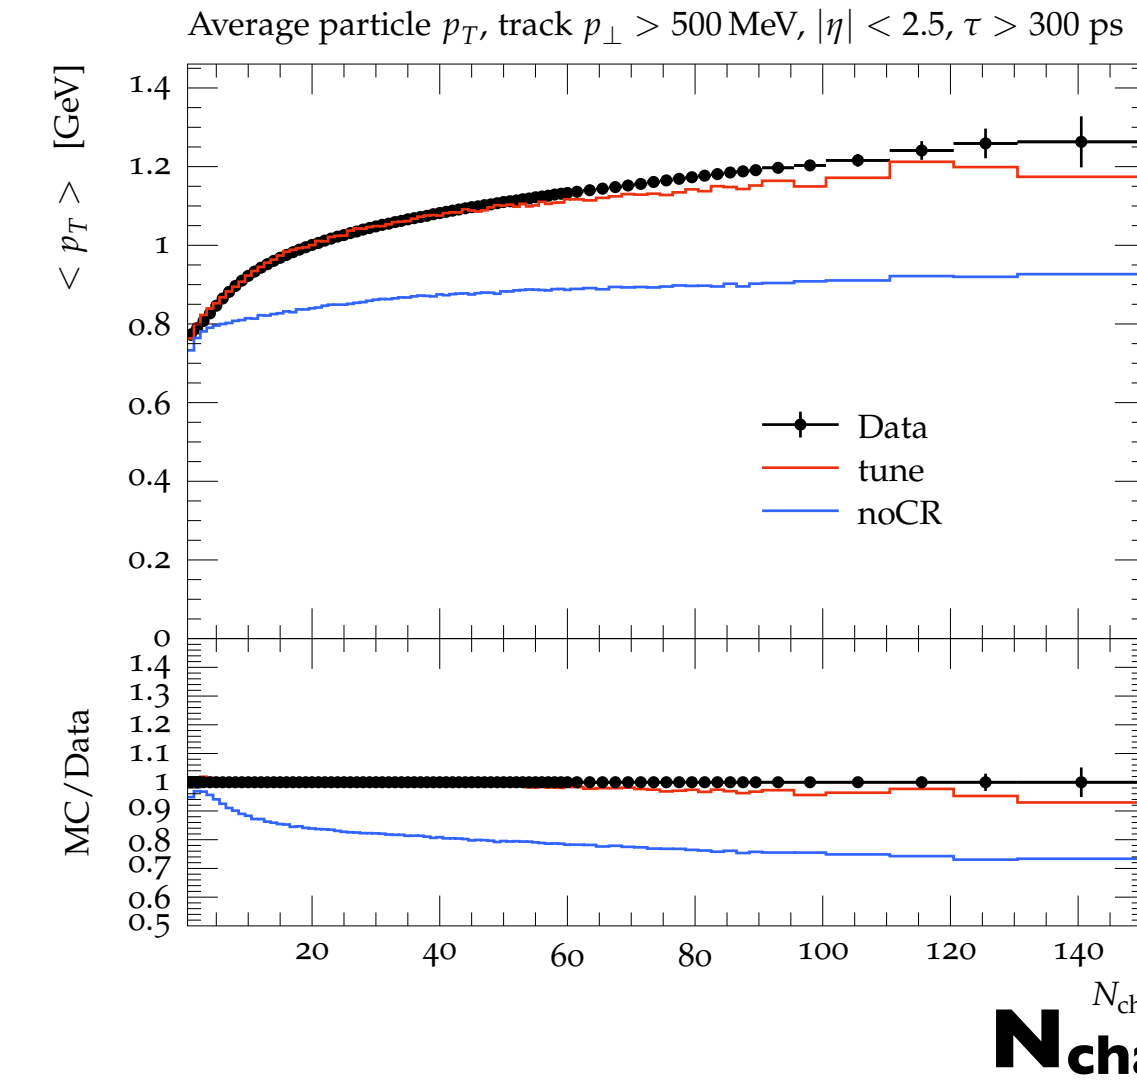 Average particle p_T, track p_⊥ > 500 MeV, |η| < 2.5, τ > 300 ps
< p_T > [GeV]
1.4
1.2
1
0.8
0.6
0.4
0.2
0
Data
tune
noCR
MC/Data
1.4
1.3
1.2
1.1
1
0.9
0.8
0.7
0.6
0.5
20 40 60 80 100 120 140
N_ch
N_cha